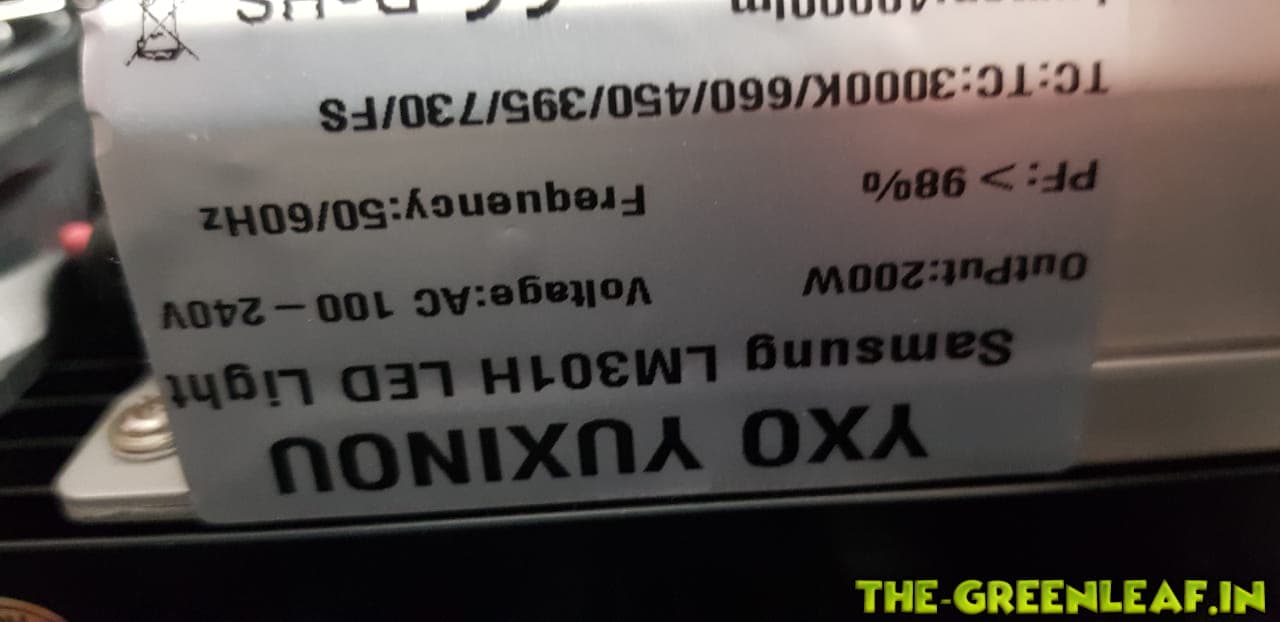 YXO YUXINOU
Samsung LM301H LED Light
OutPut:200W Voltage:AC 100 – 240V
PF: > 98% Frequency:50/60Hz
TC:TC:3000K/660/450/395/730/FS
THE-GREENLEAF.IN